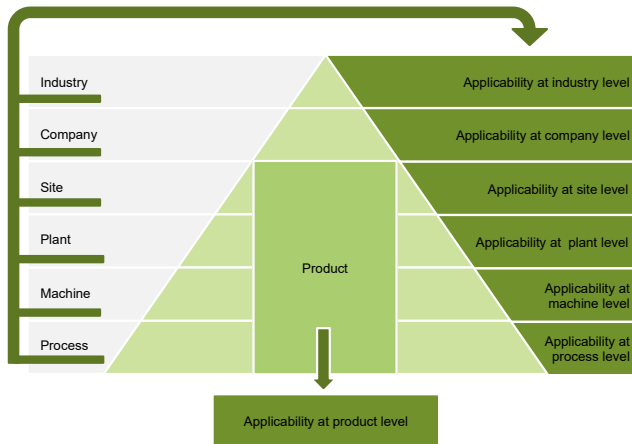 Industry
Applicability at industry level
Company
Applicability at company level
Site
Applicability at site level
Plant
Applicability at plant level
Product
Machine
Applicability at
machine level
Process
Applicability at
process level
Applicability at product level